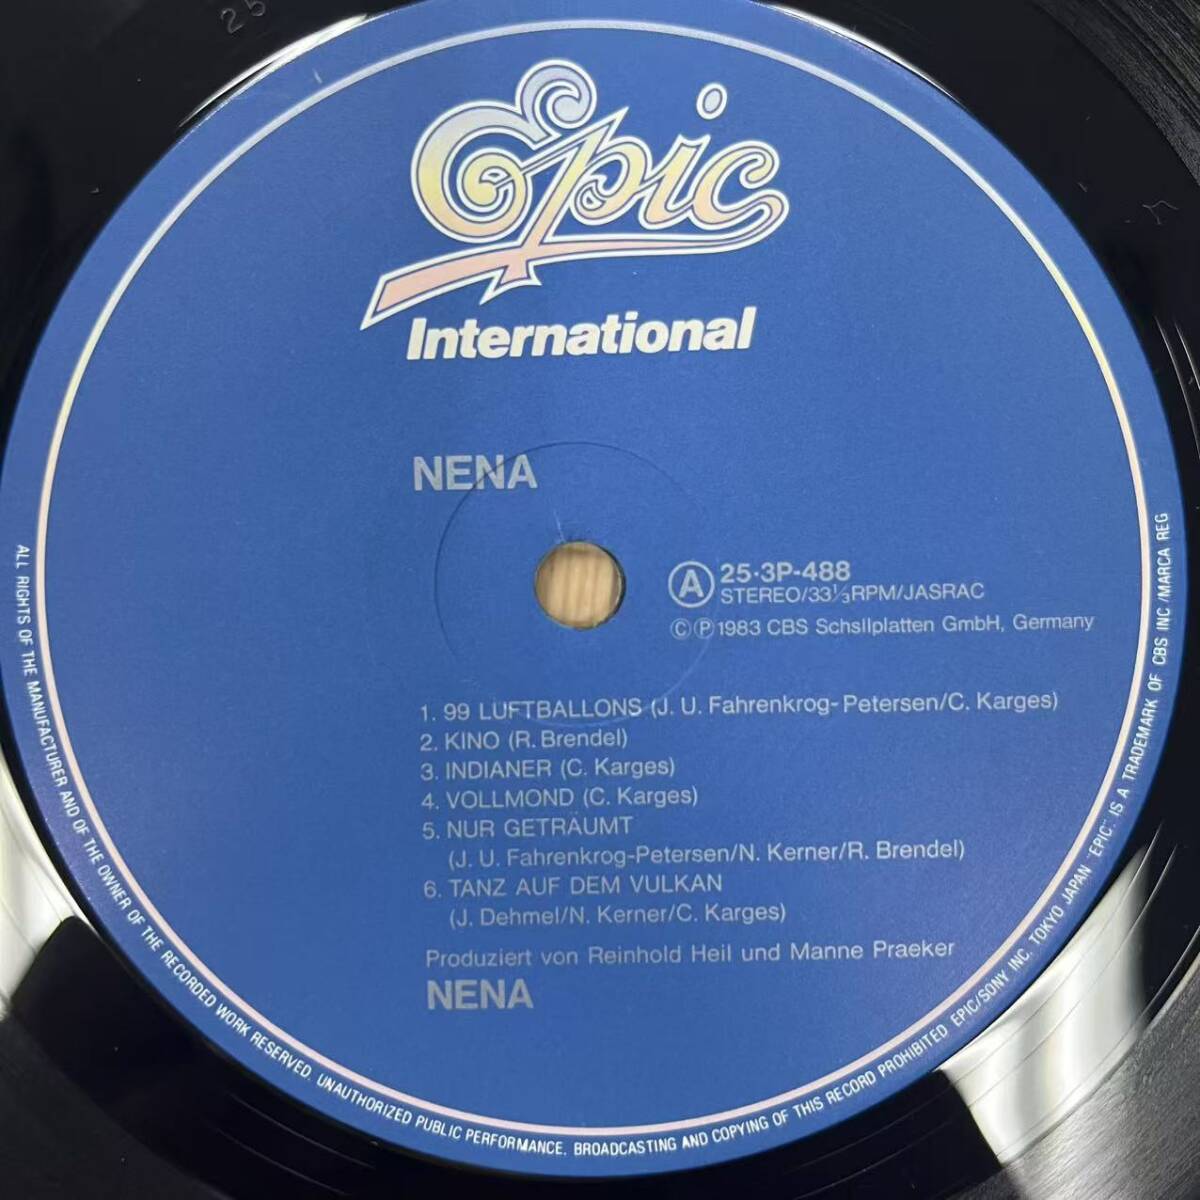 25
Epic
International
NENA
Ⓐ 25·3P-488
STEREO/33⅓RPM/JASRAC
©℗1983 CBS Schsllplatten GmbH, Germany
1. 99 LUFTBALLONS (J. U. Fahrenkrog-Petersen/C. Karges)
2. KINO (R. Brendel)
3. INDIANER (C. Karges)
4. VOLLMOND (C. Karges)
5. NUR GETRÄUMT
(J. U. Fahrenkrog-Petersen/N. Kerner/R. Brendel)
6. TANZ AUF DEM VULKAN
(J. Dehmel/N. Kerner/C. Karges)
Produziert von Reinhold Heil und Manne Praeker
NENA
ALL RIGHTS OF THE MANUFACTURER AND OF THE OWNER OF THE RECORDED WORK RESERVED. UNAUTHORIZED PUBLIC PERFORMANCE. BROADCASTING AND COPYING OF THIS RECORD PROHIBITED EPIC/SONY INC. TOKYO JAPAN "EPIC" IS A TRADEMARK OF CBS INC/MARCA REG